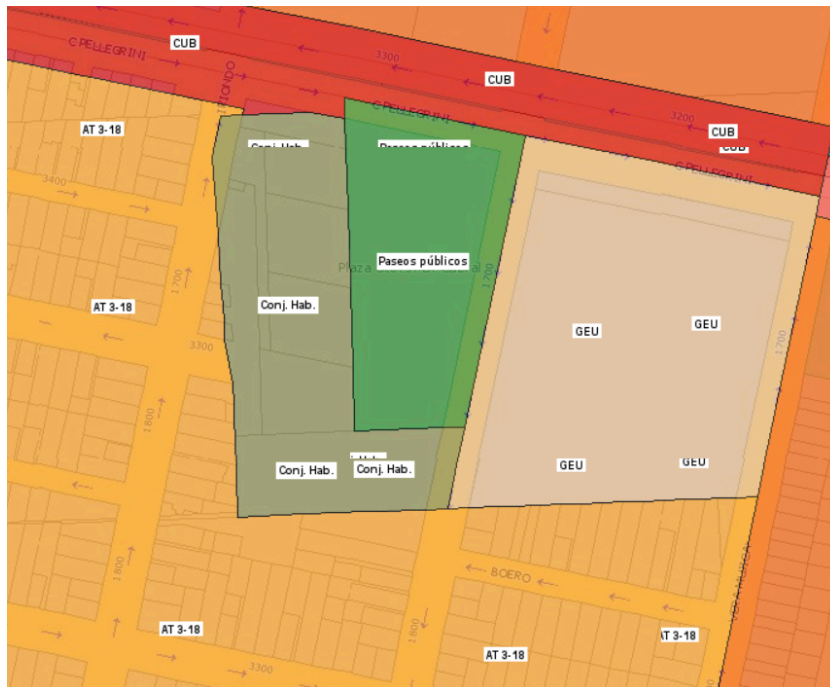 CUB
C PELLEGRINI
3300
CUB
C PELLEGRINI
3200
CUB
CUB
AT 3-18
Conj. Hab.
Paseos públicos
C PELLEGRINI
3400
Paseos públicos
Plaza
1700
1700
Conj. Hab.
AT 3-18
3300
GEU
GEU
1700
1800
Conj. Hab.
Conj. Hab.
GEU
GEU
BOERO
1800
1800
AT 3-18
AT 3-18
AT 3-18
3300